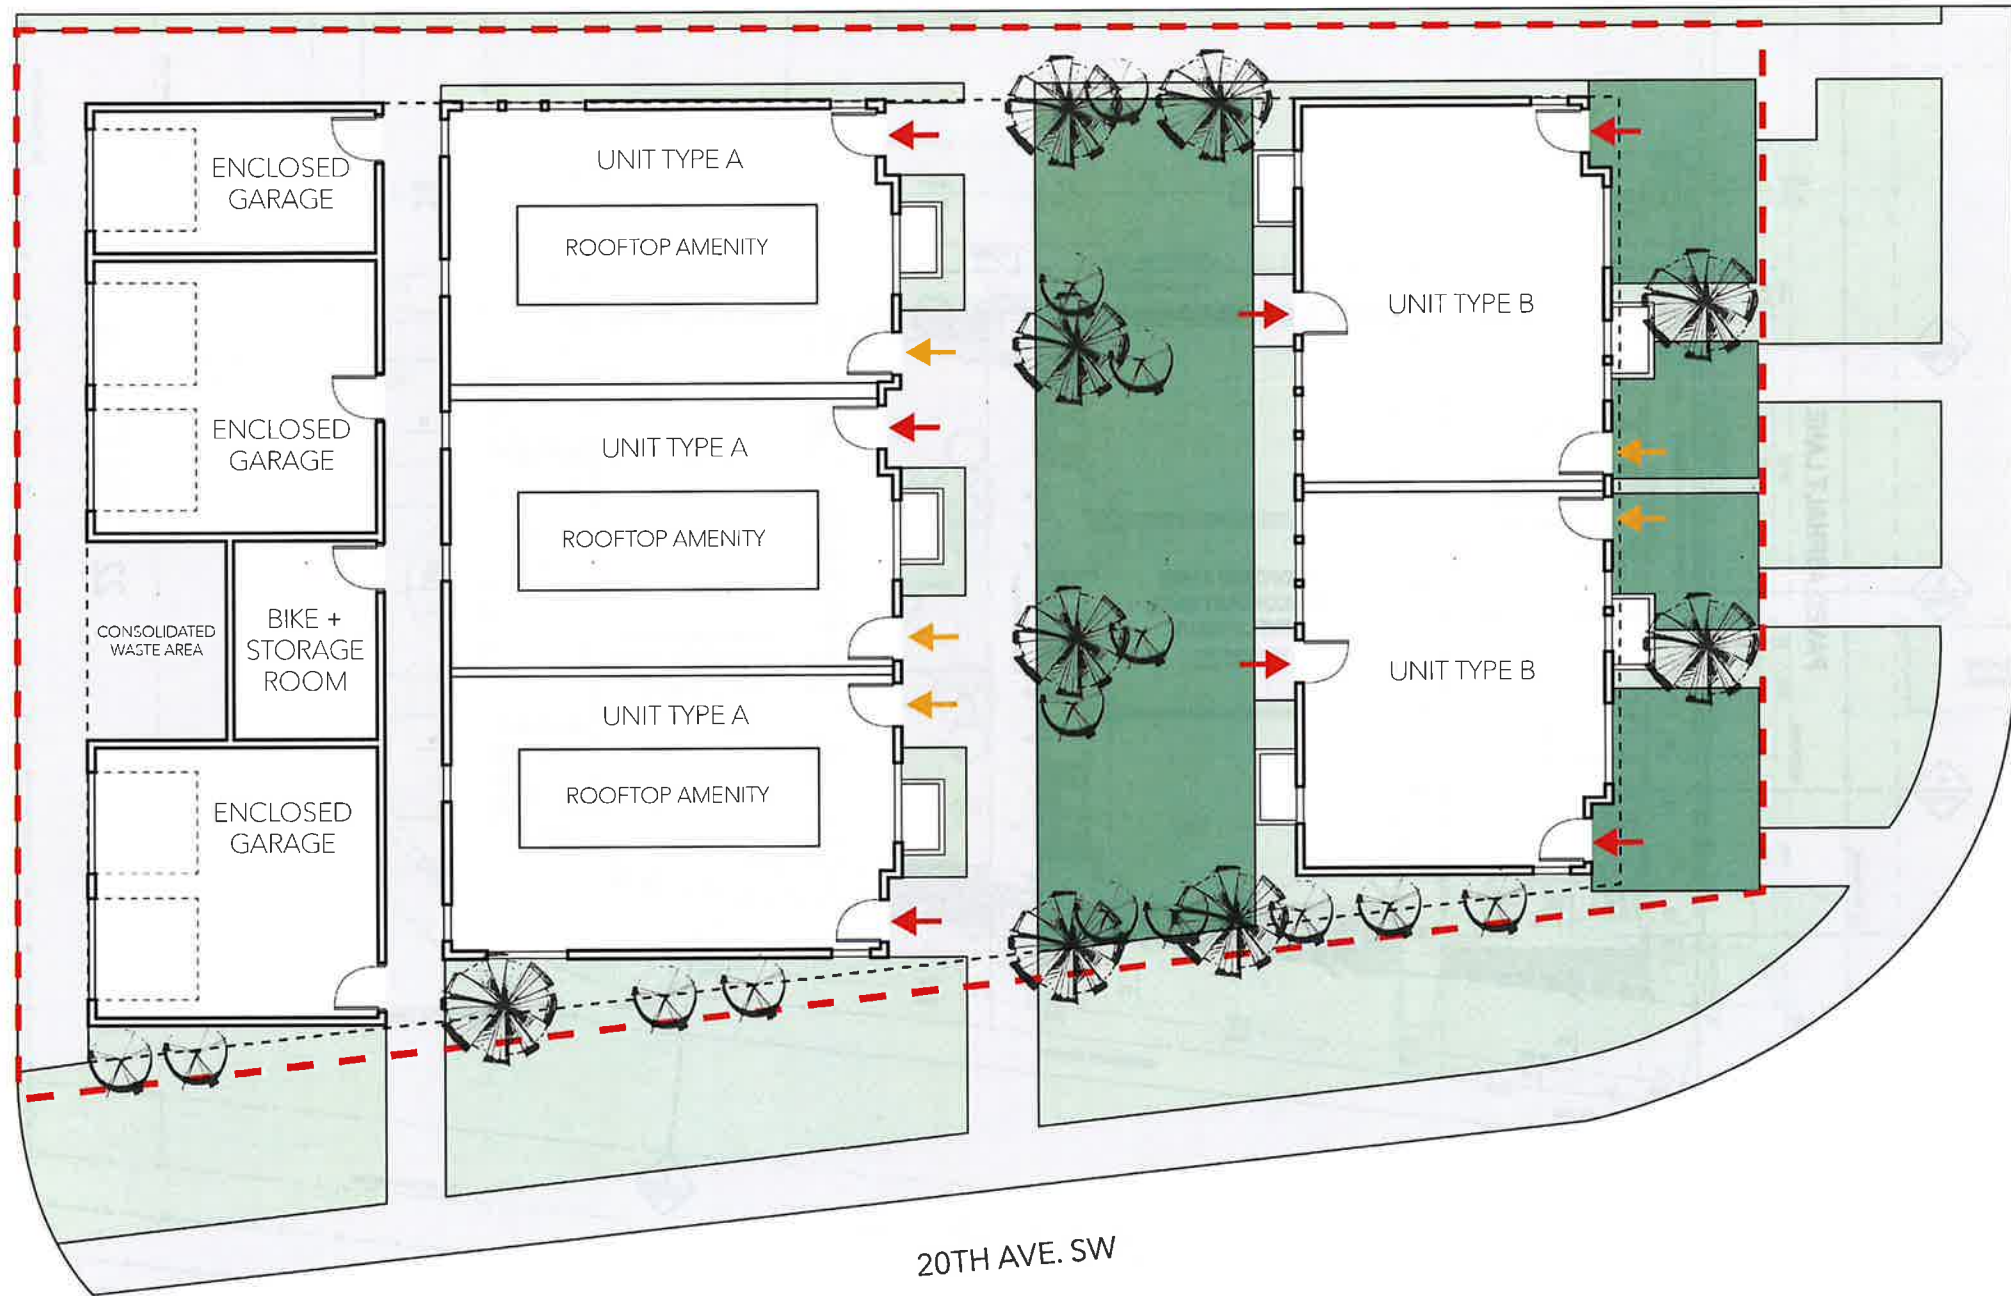 ENCLOSED
GARAGE
ENCLOSED
GARAGE
CONSOLIDATED
WASTE AREA
BIKE +
STORAGE
ROOM
ENCLOSED
GARAGE
UNIT TYPE A
ROOFTOP AMENITY
UNIT TYPE A
ROOFTOP AMENITY
UNIT TYPE A
ROOFTOP AMENITY
UNIT TYPE B
UNIT TYPE B
20TH AVE. SW